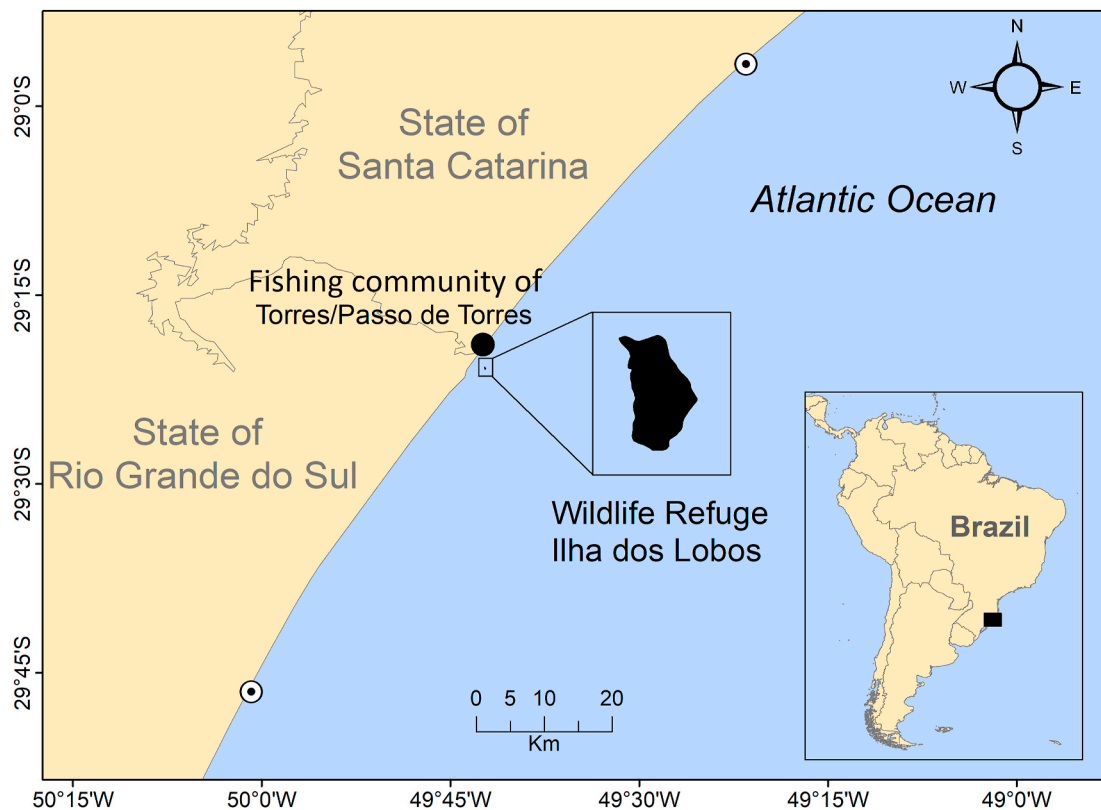 N
W E
S
29°0'S
State of
Santa Catarina
Atlantic Ocean
29°15'S
Fishing community of
Torres/Passo de Torres
State of
Rio Grande do Sul
29°30'S
Wildlife Refuge
Ilha dos Lobos
Brazil
29°45'S
0 5 10 20
Km
50°15'W 50°0'W 49°45'W 49°30'W 49°15'W 49°0'W